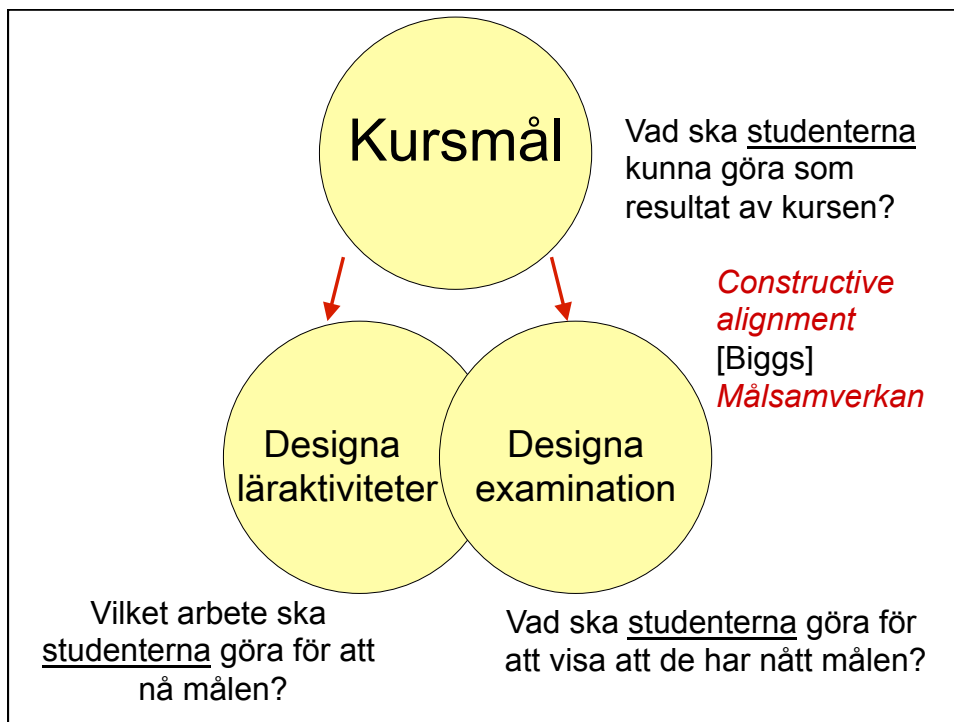 Kursmål
Vad ska studenterna
kunna göra som
resultat av kursen?
Constructive
alignment
[Biggs]
Målsamverkan
Designa
läraktiviteter
Designa
examination
Vilket arbete ska
studenterna göra för att
nå målen?
Vad ska studenterna göra för
att visa att de har nått målen?